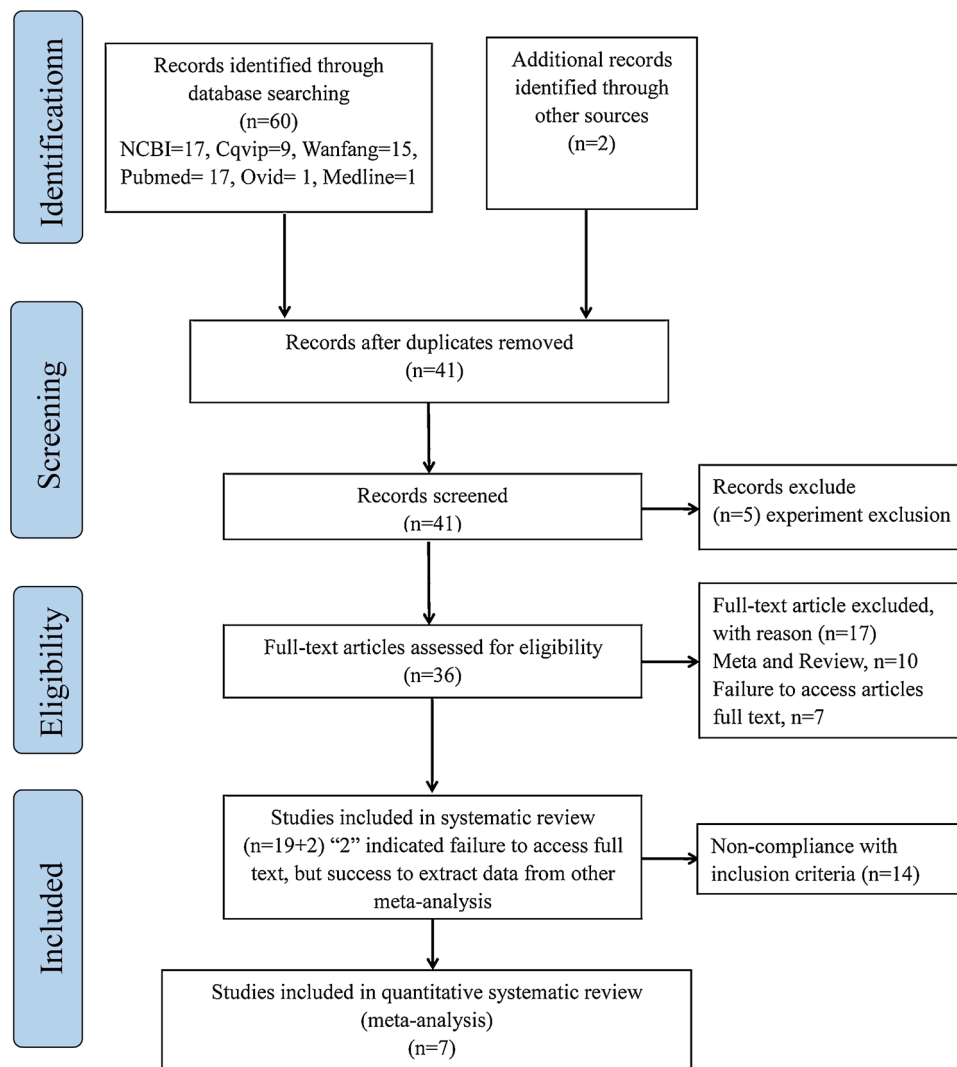 Identificationn
Records identified through
database searching
(n=60)
NCBI=17, Cqvip=9, Wanfang=15,
Pubmed= 17, Ovid= 1, Medline=1
Additional records
identified through
other sources
(n=2)
Screening
Records after duplicates removed
(n=41)
Records screened
(n=41)
Records exclude
(n=5) experiment exclusion
Eligibility
Full-text articles assessed for eligibility
(n=36)
Full-text article excluded,
with reason (n=17)
Meta and Review, n=10
Failure to access articles
full text, n=7
Included
Studies included in systematic review
(n=19+2) “2” indicated failure to access full
text, but success to extract data from other
meta-analysis
Non-compliance with
inclusion criteria (n=14)
Studies included in quantitative systematic review
(meta-analysis)
(n=7)